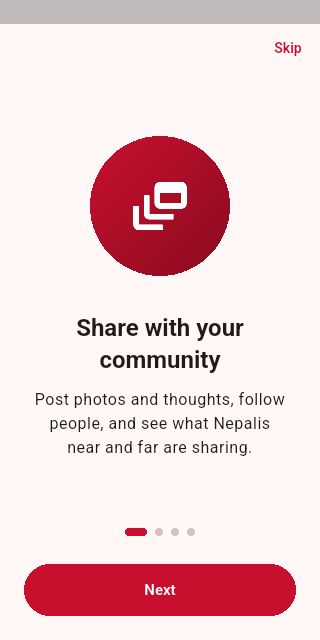 Skip
Share with your
community
Post photos and thoughts, follow
people, and see what Nepalis
near and far are sharing.
Next